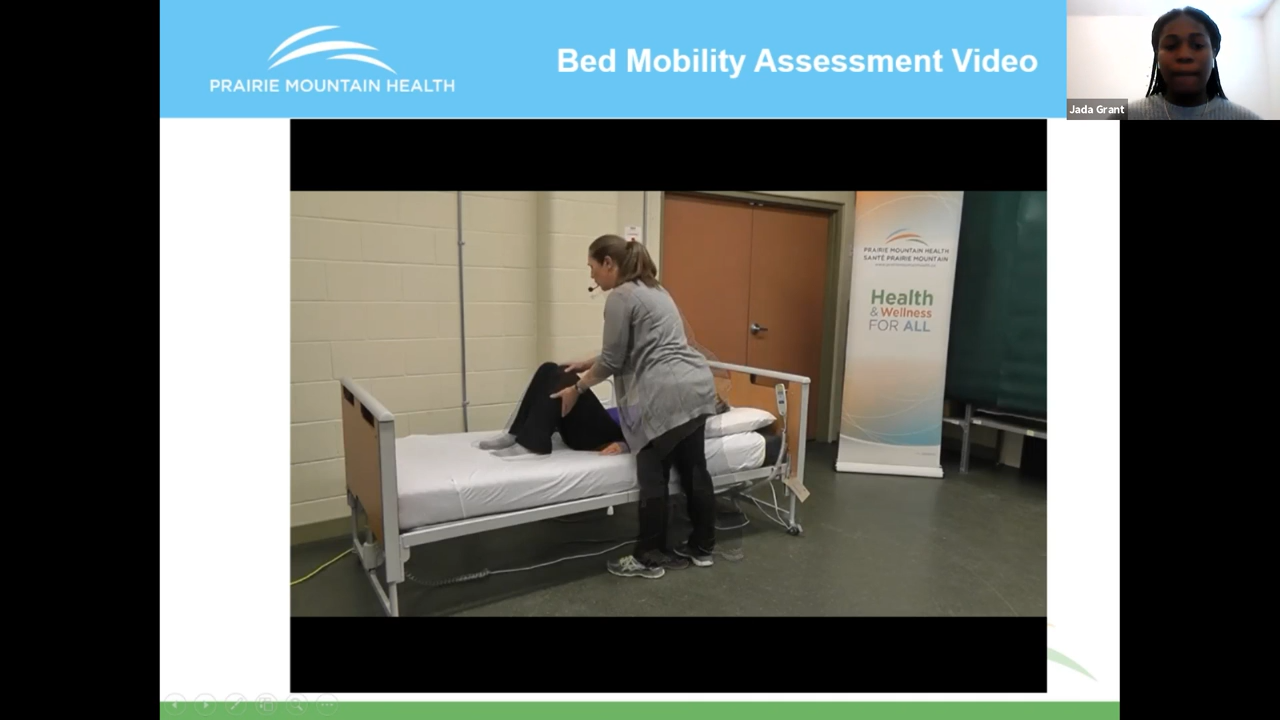 PRAIRIE MOUNTAIN HEALTH
Bed Mobility Assessment Video
Jada Grant
PRAIRIE MOUNTAIN HEALTH
SANTÉ PRAIRIE MOUNTAIN
Health
& Wellness
FOR ALL